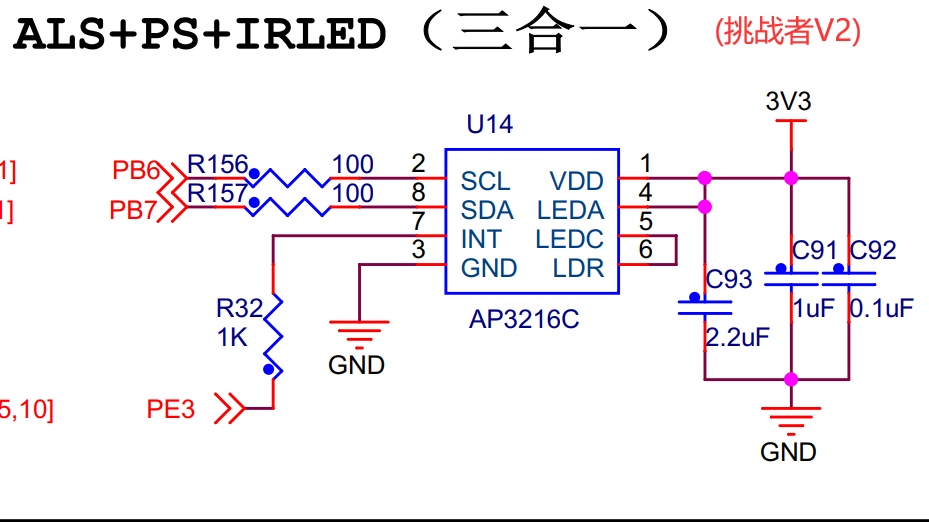 ALS+PS+IRLED（三合一） (挑战者V2)
3V3
U14
1] PB6 R156 100 2 SCL VDD 1
1] PB7 R157 100 8 SDA LEDA 4
7 INT LEDC 5
3 GND LDR 6
C91 C92
C93
R32 1uF 0.1uF
1K AP3216C 2.2uF
GND
5,10] PE3
GND